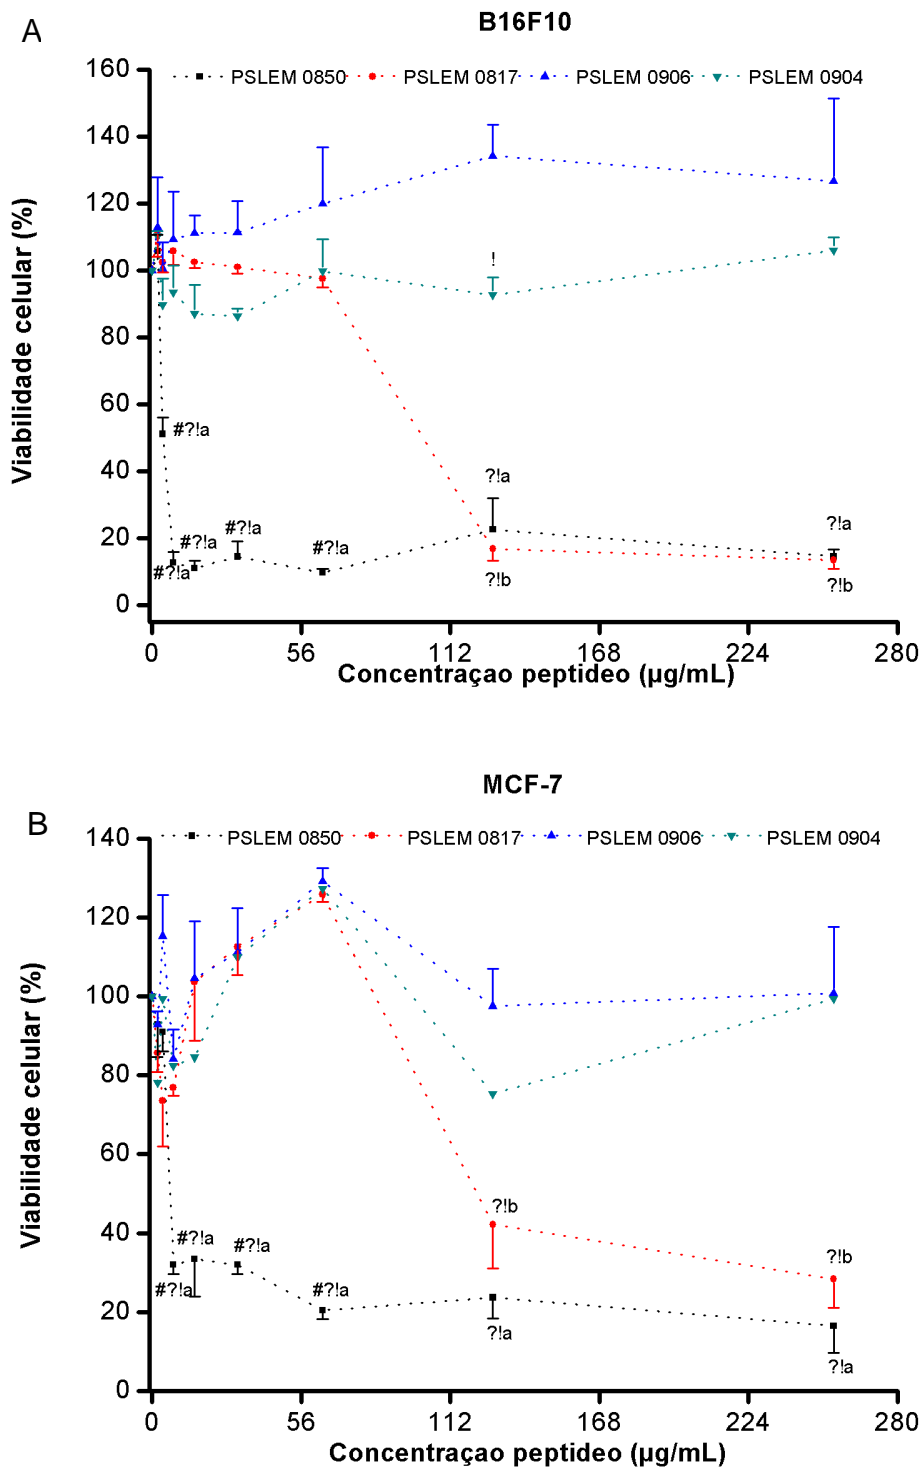 A
B16F10
PSLEM 0850 PSLEM 0817 PSLEM 0906 PSLEM 0904
160
140
120
100
80
60
40
20
0
Viabilidade celular (%)
!
#?!a
?!a
#?!a
#?!a
#?!a
?!a
#?!a
?!b
?!b
0 56 112 168 224 280
Concentraçao peptideo (µg/mL)
MCF-7
B
PSLEM 0850 PSLEM 0817 PSLEM 0906 PSLEM 0904
140
120
100
80
60
40
20
0
Viabilidade celular (%)
?!b
#?!a
#?!a
?!b
#?!a
#?!a
?!a
?!a
0 56 112 168 224 280
Concentraçao peptideo (µg/mL)